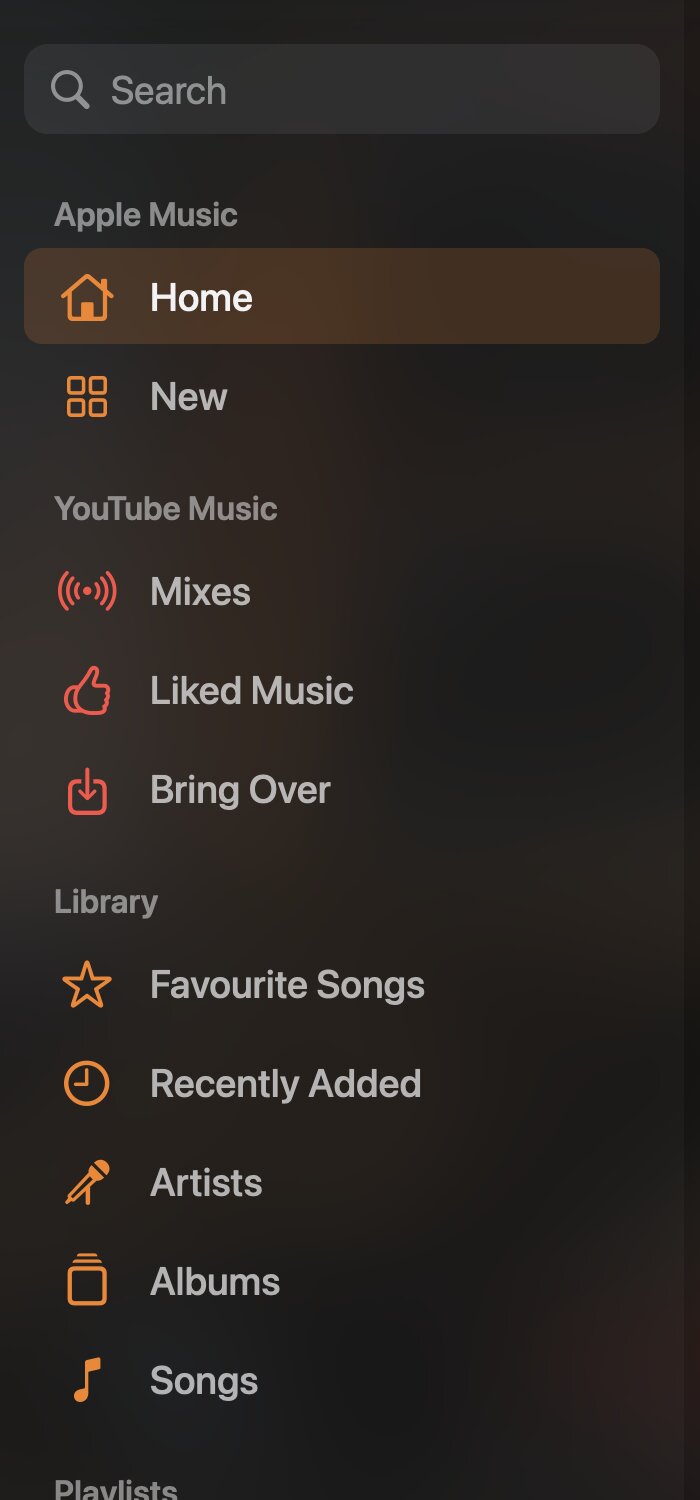 Search
Apple Music
Home
New
YouTube Music
Mixes
Liked Music
Bring Over
Library
Favourite Songs
Recently Added
Artists
Albums
Songs
Playlists